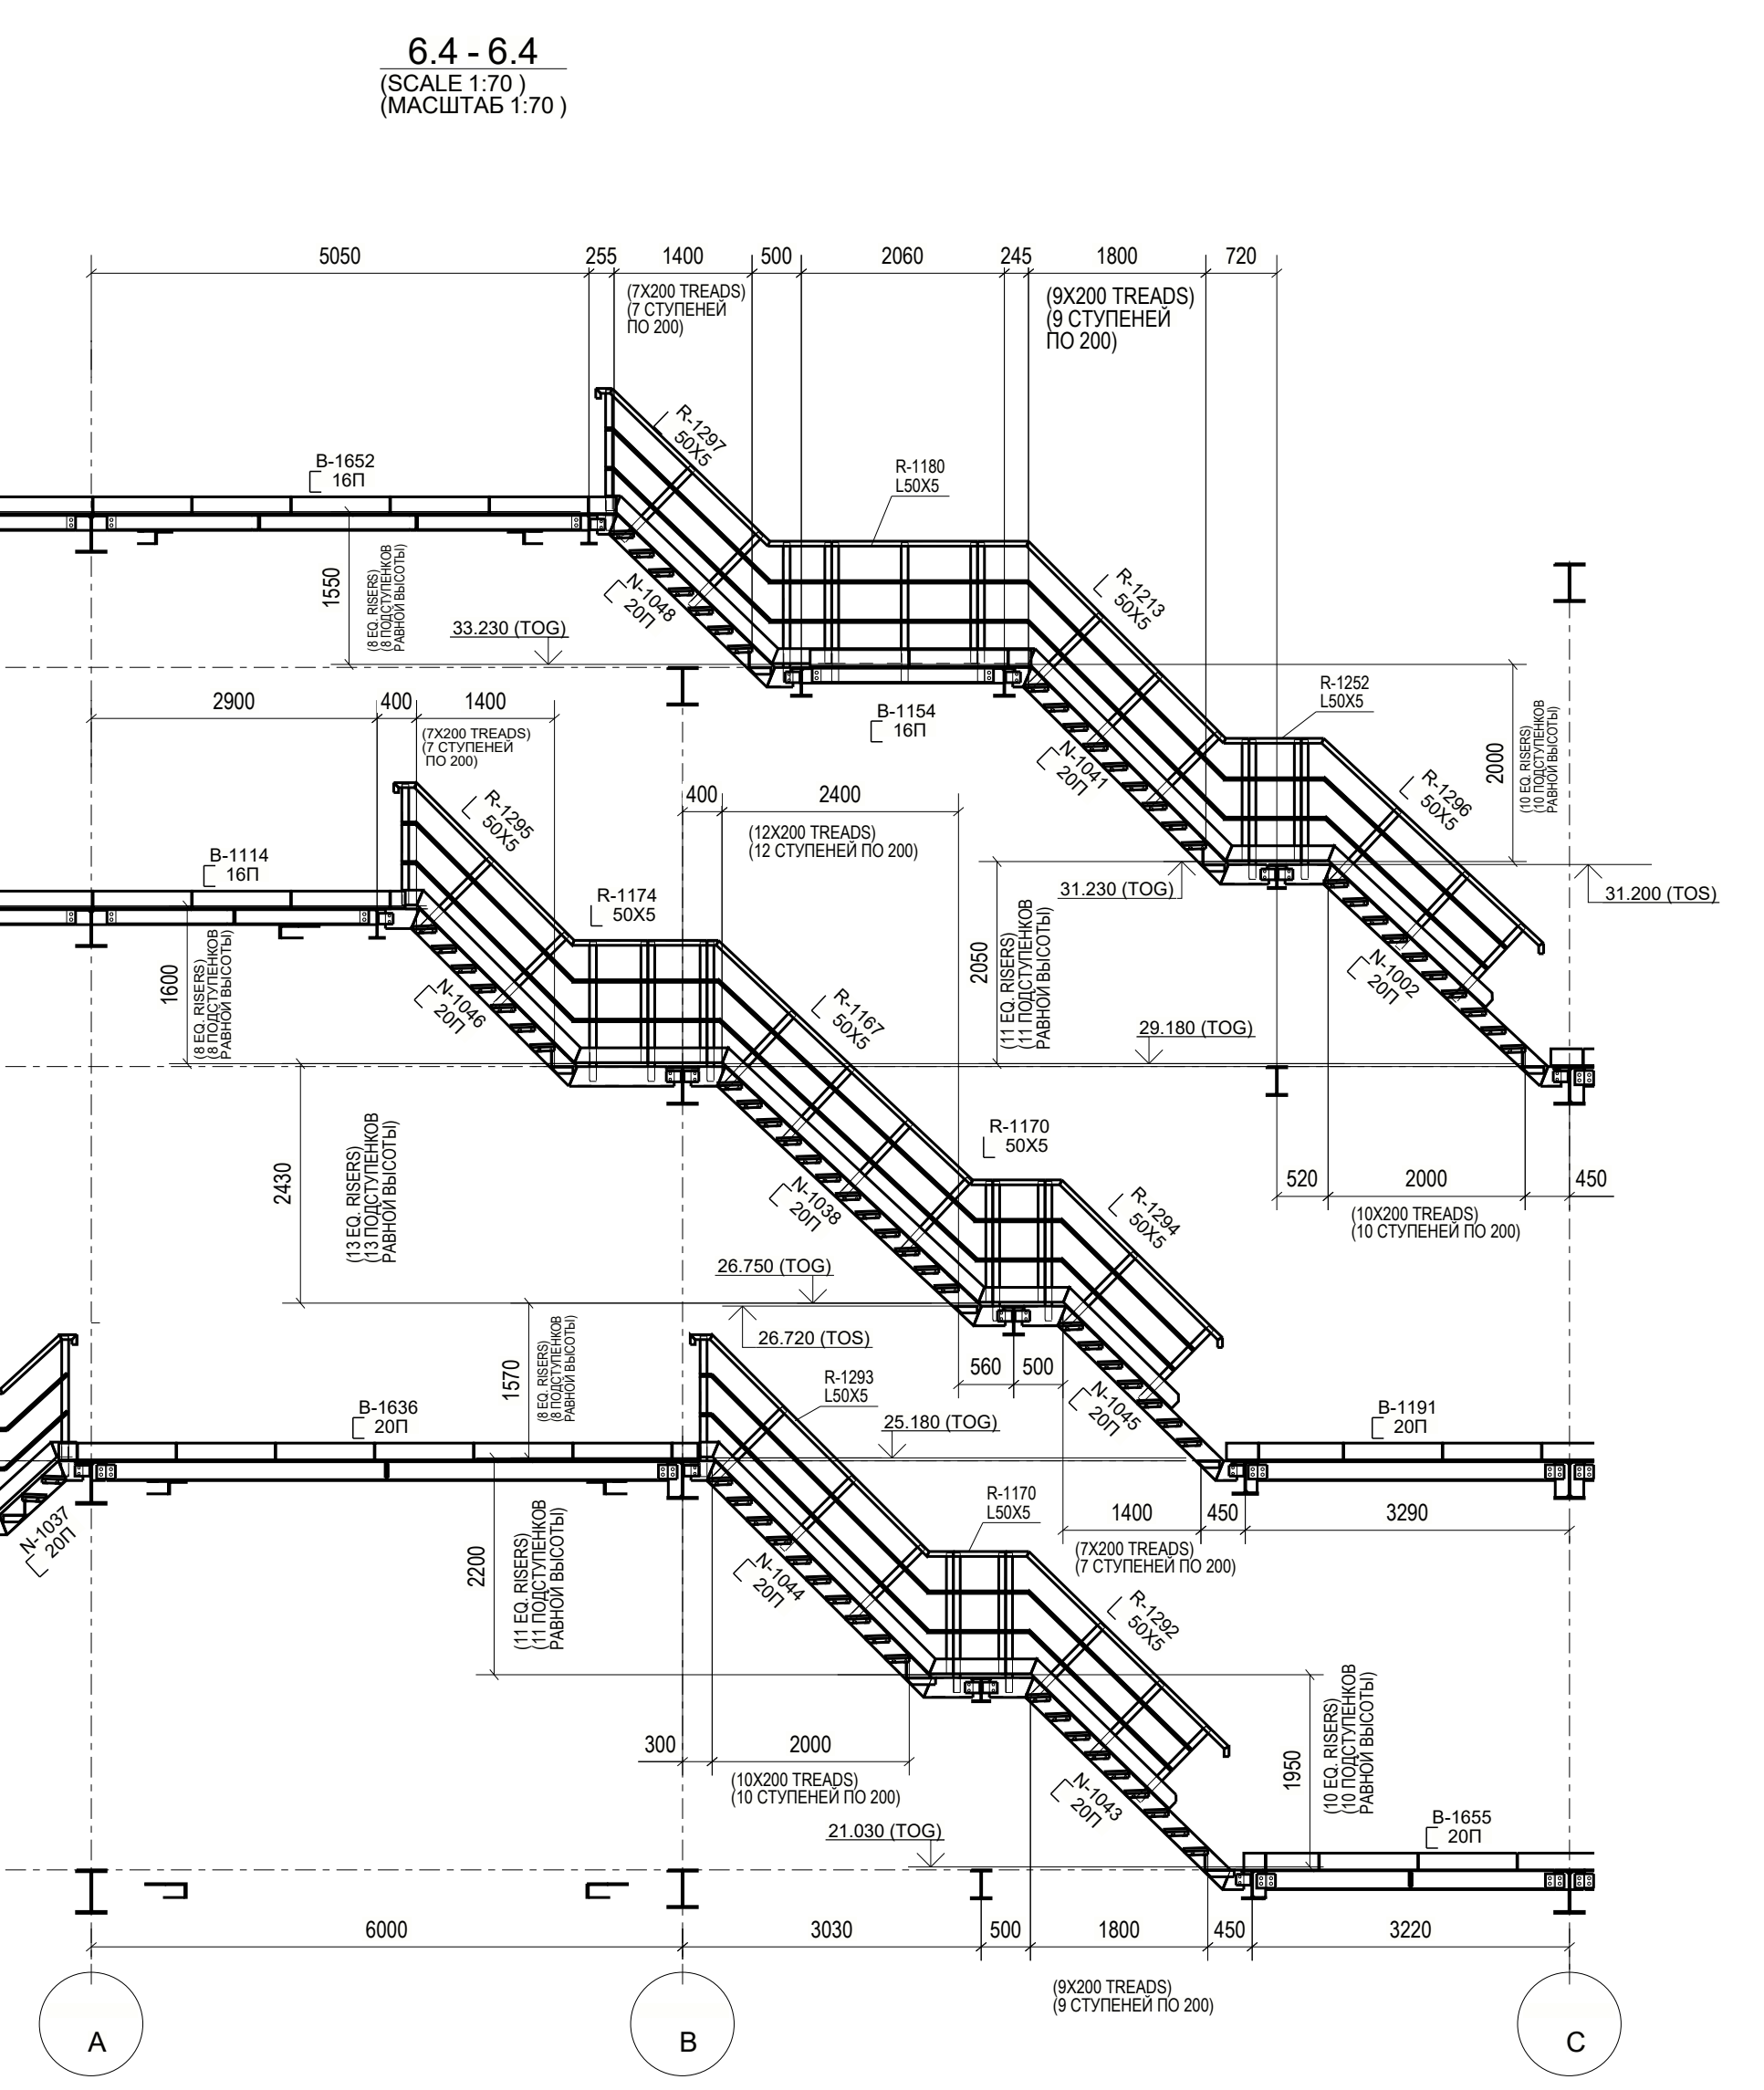 6.4 - 6.4
(SCALE 1:70 )
(МАСШТАБ 1:70 )
5050
255
1400
500
2060
245
1800
720
(7X200 TREADS)
(7 СТУПЕНЕЙ
ПО 200)
(9X200 TREADS)
(9 СТУПЕНЕЙ
ПО 200)
R-1297
50X5
B-1652
16П
R-1180
L50X5
1550
(8 EQ. RISERS)
(8 ПОДСТУПЕНКОВ
РАВНОЙ ВЫСОТЫ)
N-1048
20П
R-1213
50X5
33.230 (TOG)
2900
400
1400
(7X200 TREADS)
(7 СТУПЕНЕЙ
ПО 200)
B-1154
16П
R-1252
L50X5
N-1041
20П
2000
(10 EQ. RISERS)
(10 ПОДСТУПЕНКОВ
РАВНОЙ ВЫСОТЫ)
400
2400
(12X200 TREADS)
(12 СТУПЕНЕЙ ПО 200)
R-1295
50X5
R-1296
50X5
B-1114
16П
R-1174
50X5
31.230 (TOG)
31.200 (TOS)
1600
(8 EQ. RISERS)
(8 ПОДСТУПЕНКОВ
РАВНОЙ ВЫСОТЫ)
N-1046
20П
2050
(11 EQ. RISERS)
(11 ПОДСТУПЕНКОВ
РАВНОЙ ВЫСОТЫ)
R-1167
50X5
N-1002
20П
29.180 (TOG)
2430
(13 EQ. RISERS)
(13 ПОДСТУПЕНКОВ
РАВНОЙ ВЫСОТЫ)
R-1170
50X5
N-1038
20П
R-1294
50X5
520
2000
450
(10X200 TREADS)
(10 СТУПЕНЕЙ ПО 200)
26.750 (TOG)
26.720 (TOS)
1570
(8 EQ. RISERS)
(8 ПОДСТУПЕНКОВ
РАВНОЙ ВЫСОТЫ)
560
500
R-1293
L50X5
N-1045
20П
B-1636
20П
25.180 (TOG)
B-1191
20П
R-1170
L50X5
1400
450
3290
(7X200 TREADS)
(7 СТУПЕНЕЙ ПО 200)
N-1037
20П
2200
(11 EQ. RISERS)
(11 ПОДСТУПЕНКОВ
РАВНОЙ ВЫСОТЫ)
N-1044
20П
R-1292
50X5
300
2000
(10X200 TREADS)
(10 СТУПЕНЕЙ ПО 200)
N-1043
20П
1950
(10 EQ. RISERS)
(10 ПОДСТУПЕНКОВ
РАВНОЙ ВЫСОТЫ)
21.030 (TOG)
B-1655
20П
6000
3030
500
1800
450
3220
(9X200 TREADS)
(9 СТУПЕНЕЙ ПО 200)
A
B
C